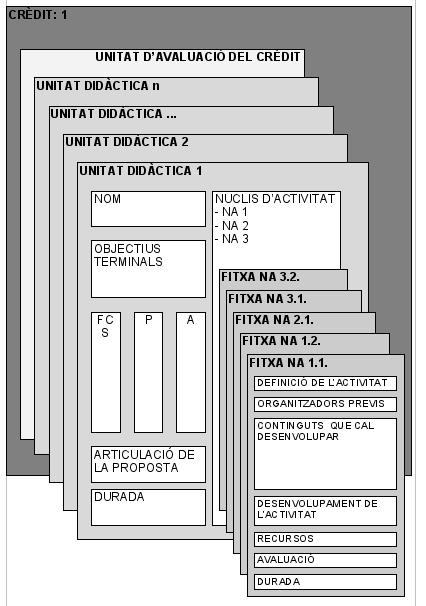 CRÈDIT: 1
UNITAT D'AVALUACIÓ DEL CRÉDIT
UNITAT DIDÀCTICA n
UNITAT DIDÀCTICA ...
UNITAT DIDÀCTICA 2
UNITAT DIDÀCTICA 1
NOM
OBJECTIUS
TERMINALS
FC
S
P
A
ARTICULACIÓ DE
LA PROPOSTA
DURADA
NUCLIS D'ACTIVITAT
- NA 1
- NA 2
- NA 3
FITXA NA 3.2.
FITXA NA 3.1.
FITXA NA 2.1.
FITXA NA 1.2.
FITXA NA 1.1.
DEFINICIÓ DE L'ACTIVITAT
ORGANITZADORS PREVIS
CONTINGUTS QUE CAL
DESENVOLUPAR
DESENVOLUPAMENT DE
L'ACTIVITAT
RECURSOS
AVALUACIÓ
DURADA